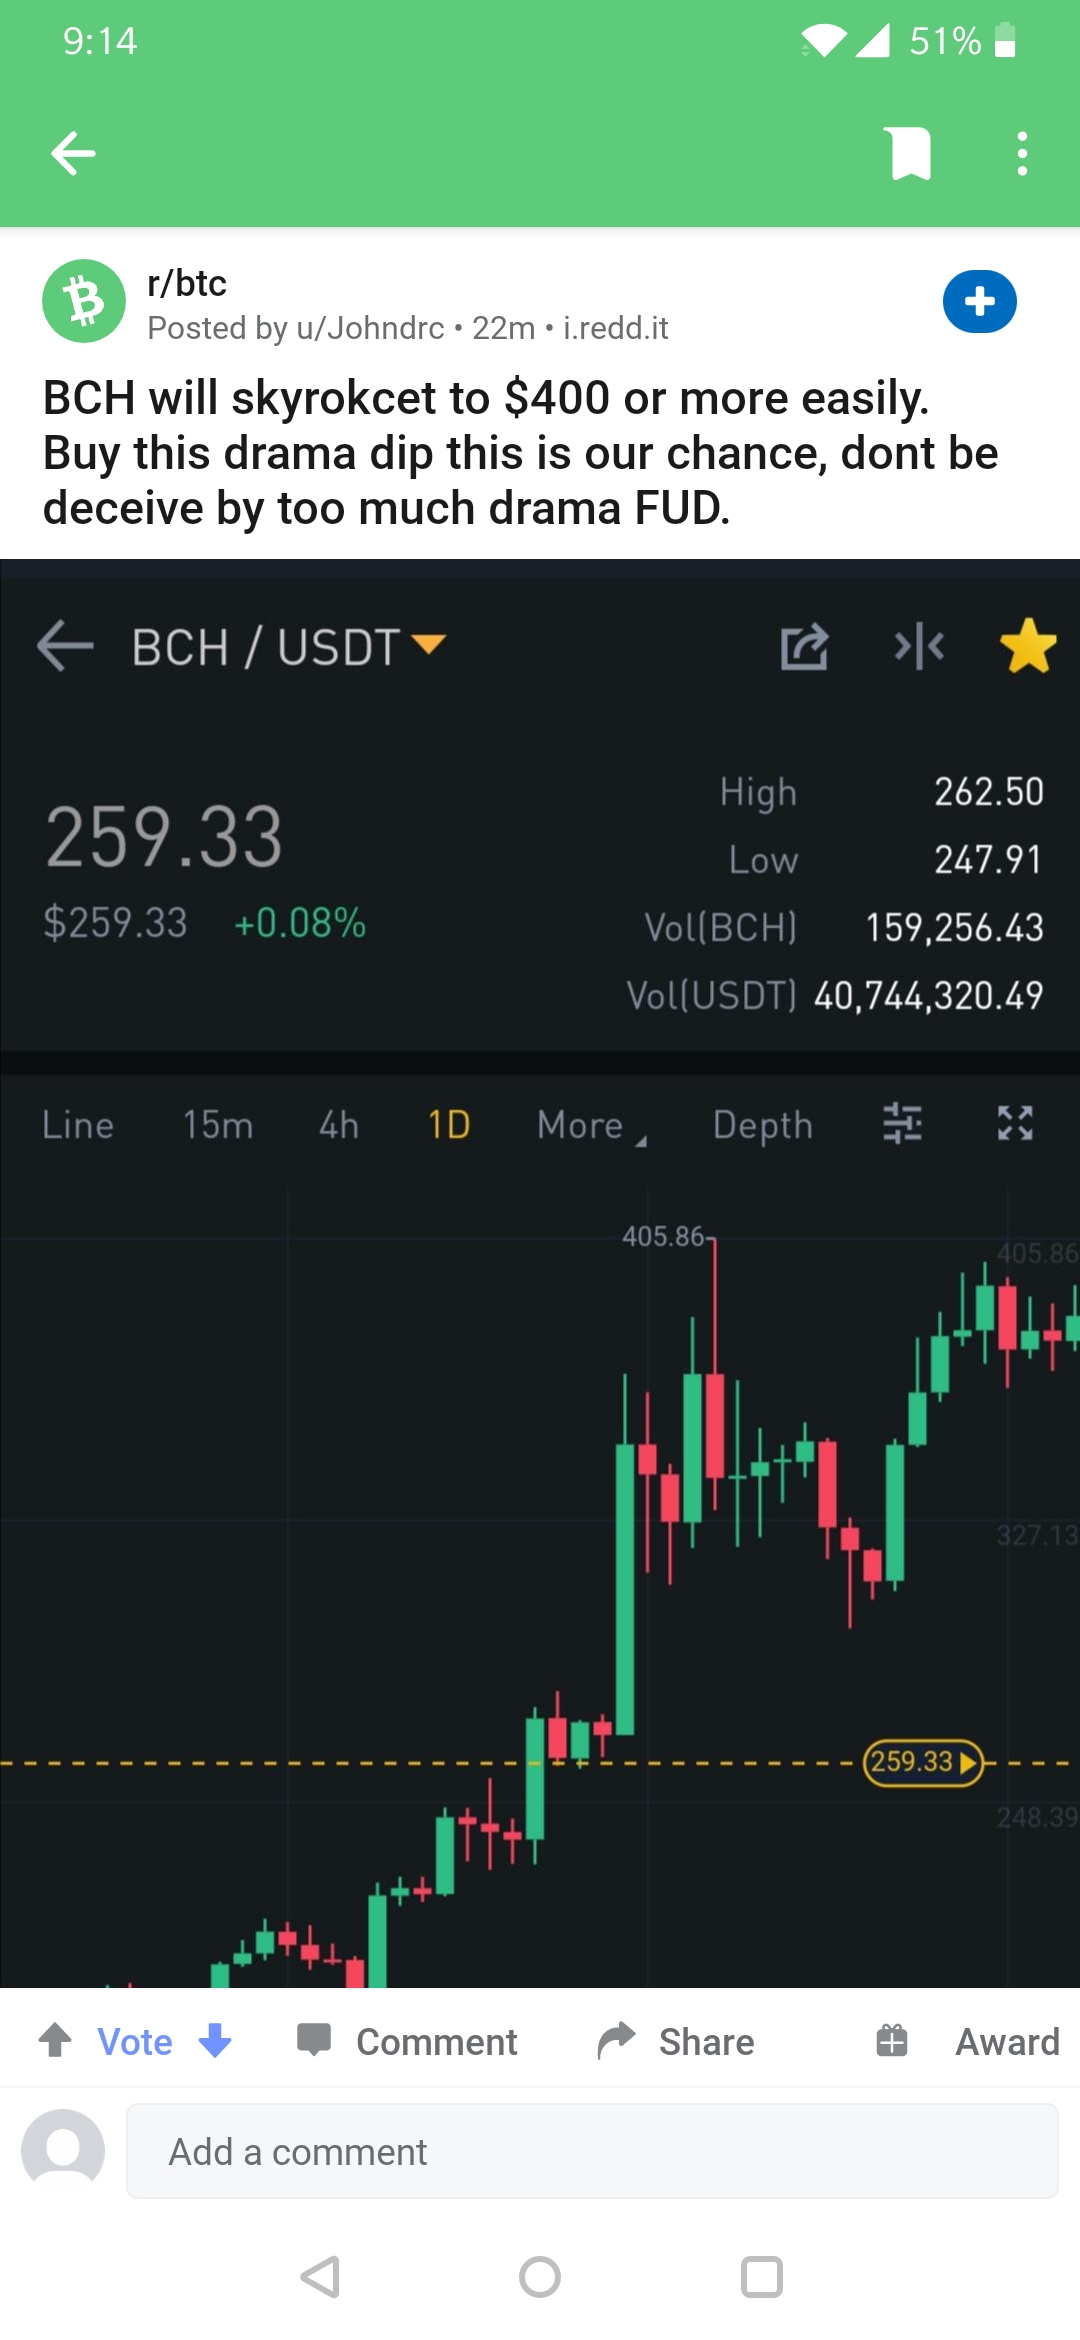 9:14
51%
r/btc
Posted by u/Johndrc • 22m • i.redd.it
BCH will skyrokcet to $400 or more easily.
Buy this drama dip this is our chance, dont be
deceive by too much drama FUD.
BCH / USDT
259.33
$259.33 +0.08%
High 262.50
Low 247.91
Vol(BCH) 159,256.43
Vol(USDT) 40,744,320.49
Line 15m 4h 1D More Depth
405.86
405.86
327.13
259.33
248.39
Vote Comment Share Award
Add a comment